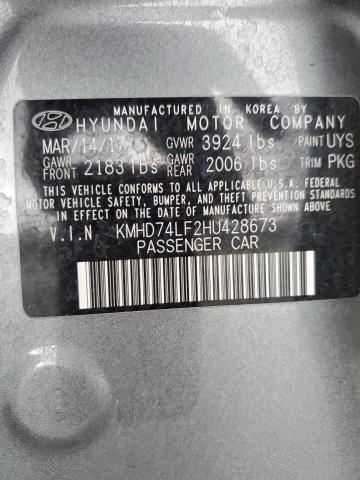 MANUFACTURED IN KOREA BY
HYUNDAI MOTOR COMPANY
MAR/14/17 GVWR 3924 lbs PAINT UYS
GAWR FRONT 2183 lbs GAWR REAR 2006 lbs TRIM PKG
THIS VEHICLE CONFORMS TO ALL APPLICABLE U.S.A. FEDERAL
MOTOR VEHICLE SAFETY, BUMPER, AND THEFT PREVENTION STANDARDS
IN EFFECT ON THE DATE OF MANUFACTURE SHOWN ABOVE.
V.I.N KMHD74LF2HU428673
PASSENGER CAR